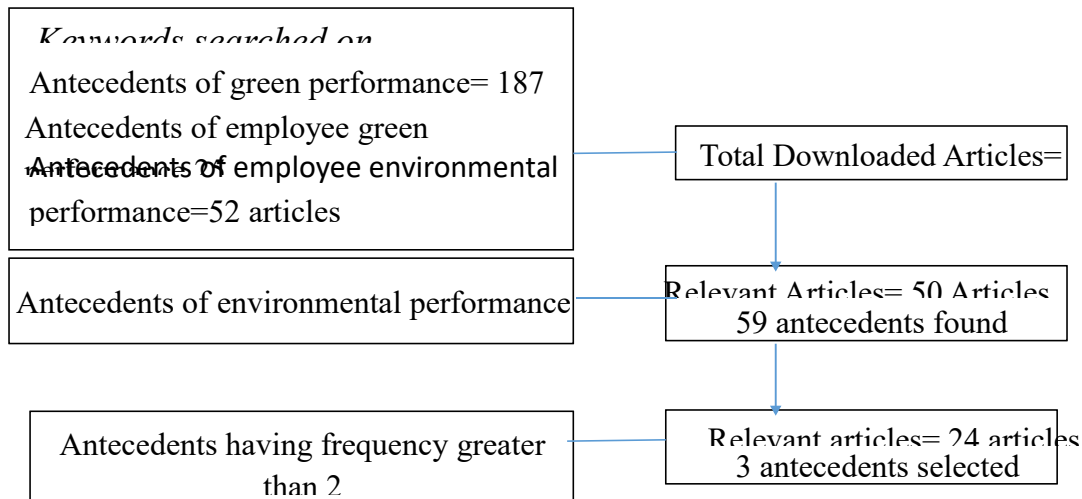 Keywords searched on
Antecedents of green performance= 187
Antecedents of employee green
Antecedents of employee environmental
performance=52 articles
Total Downloaded Articles=
Antecedents of environmental performance
Relevant Articles= 50 Articles
59 antecedents found
Antecedents having frequency greater
than 2
Relevant articles= 24 articles
3 antecedents selected